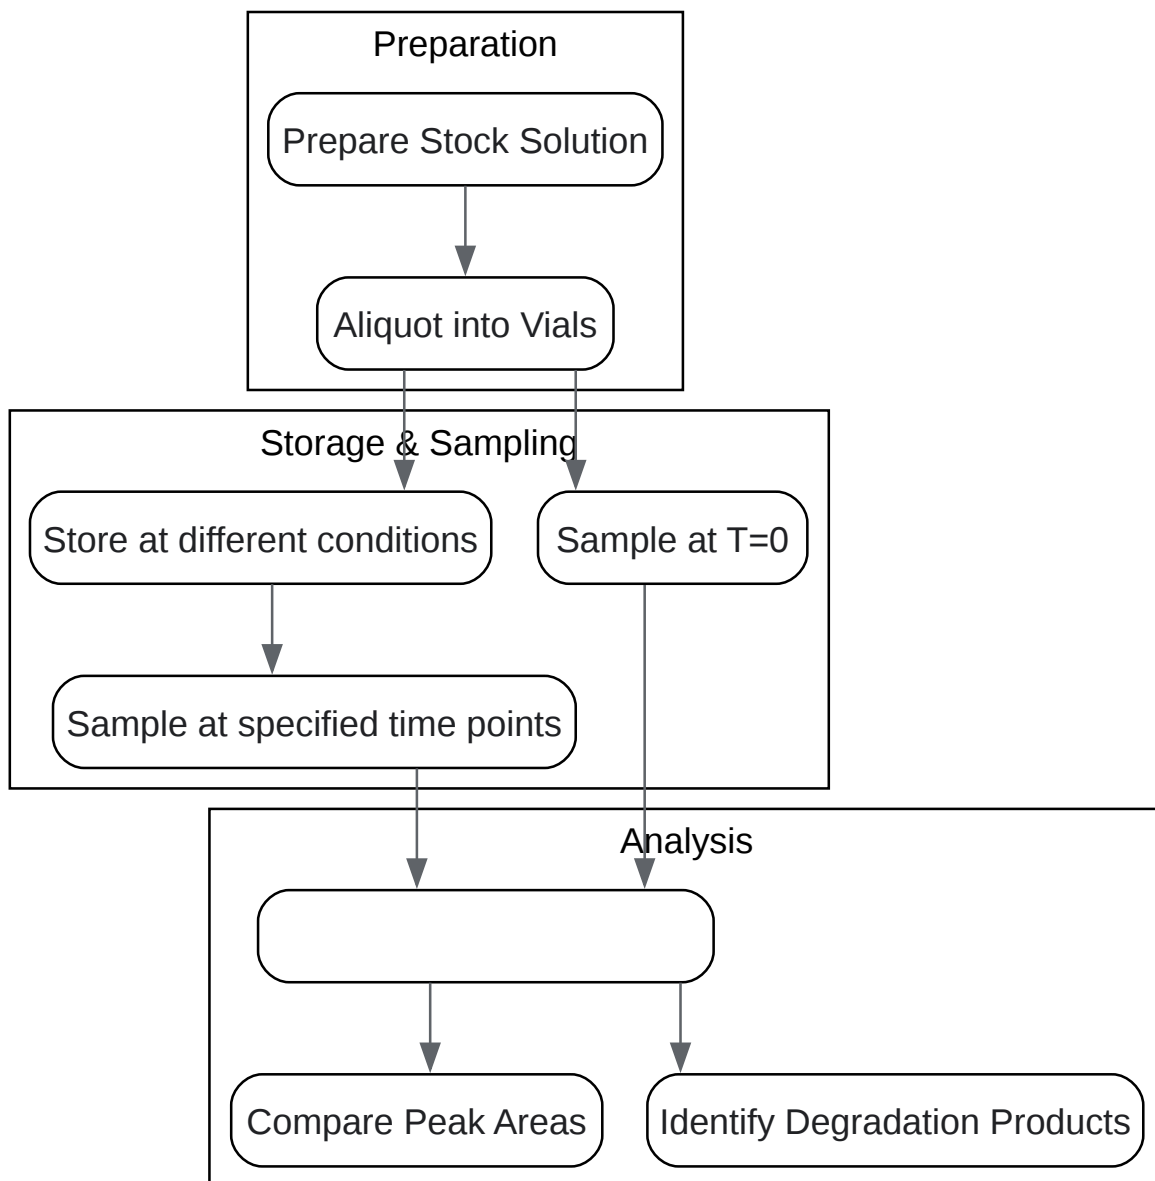 Preparation
Prepare Stock Solution
Aliquot into Vials
Storage & Sampling
Store at different conditions
Sample at T=0
Sample at specified time points
Analysis
Compare Peak Areas
Identify Degradation Products